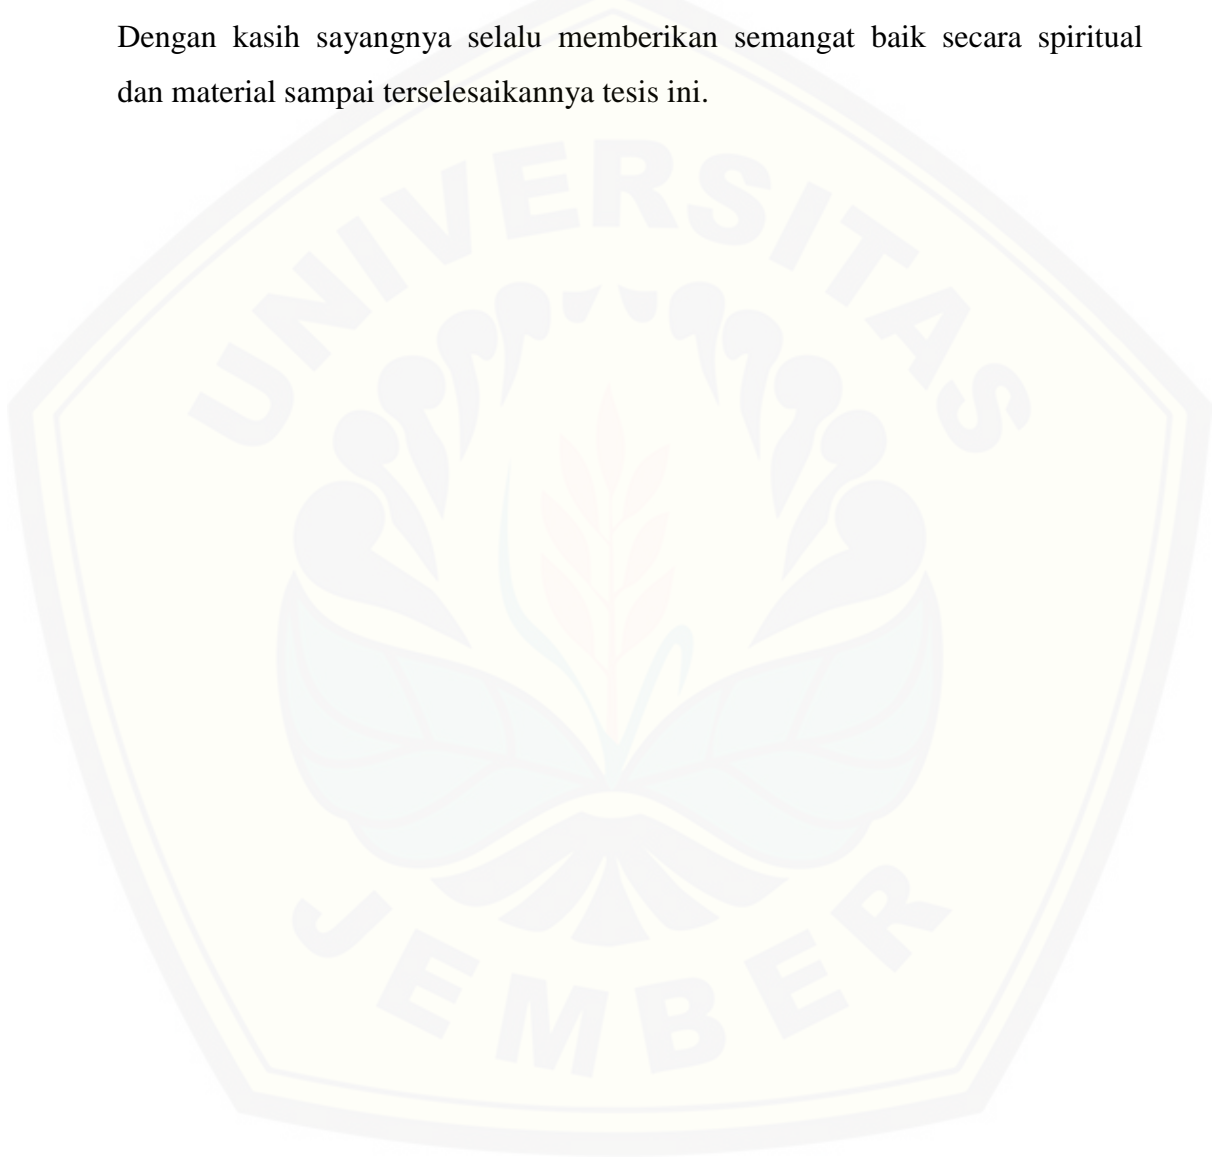 Dengan kasih sayangnya selalu memberikan semangat baik secara spiritual
dan material sampai terselesaikannya tesis ini.
UNIVERSITAS
JEMBER